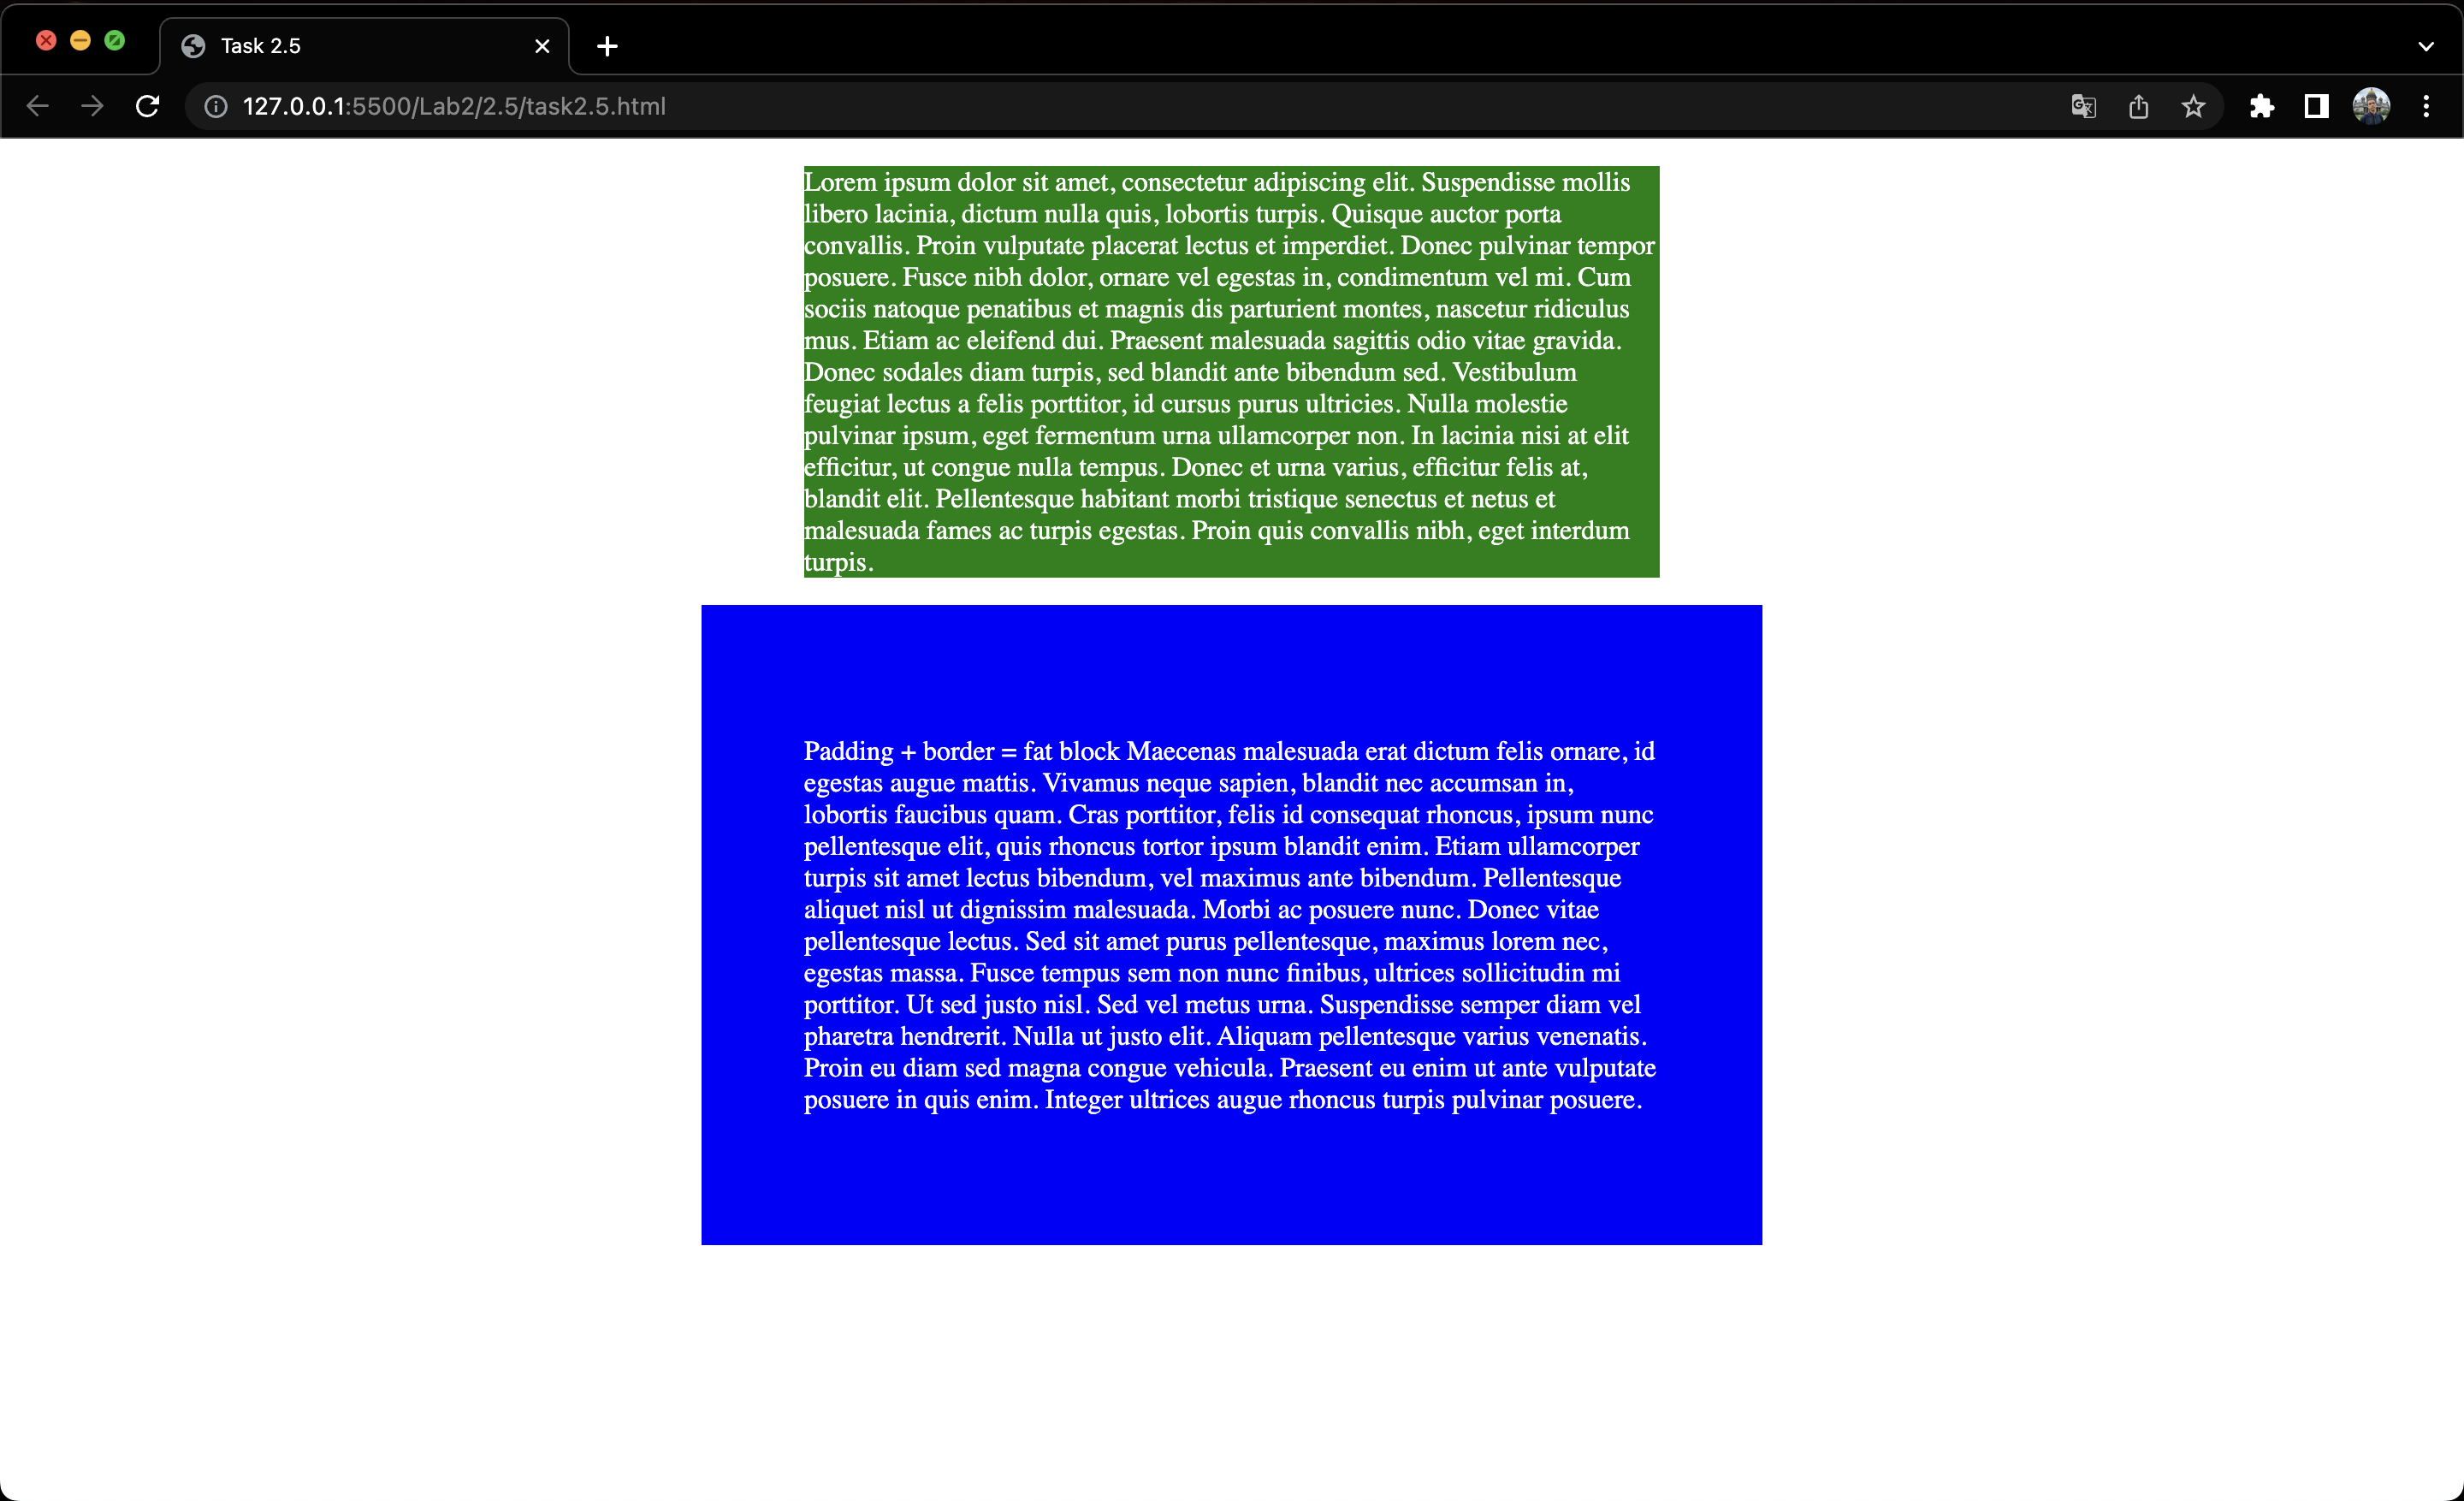 Task 2.5
127.0.0.1:5500/Lab2/2.5/task2.5.html
Lorem ipsum dolor sit amet, consectetur adipiscing elit. Suspendisse mollis
libero lacinia, dictum nulla quis, lobortis turpis. Quisque auctor porta
convallis. Proin vulputate placerat lectus et imperdiet. Donec pulvinar tempor
posuere. Fusce nibh dolor, ornare vel egestas in, condimentum vel mi. Cum
sociis natoque penatibus et magnis dis parturient montes, nascetur ridiculus
mus. Etiam ac eleifend dui. Praesent malesuada sagittis odio vitae gravida.
Donec sodales diam turpis, sed blandit ante bibendum sed. Vestibulum
feugiat lectus a felis porttitor, id cursus purus ultricies. Nulla molestie
pulvinar ipsum, eget fermentum urna ullamcorper non. In lacinia nisi at elit
efficitur, ut congue nulla tempus. Donec et urna varius, efficitur felis at,
blandit elit. Pellentesque habitant morbi tristique senectus et netus et
malesuada fames ac turpis egestas. Proin quis convallis nibh, eget interdum
turpis.
Padding + border = fat block Maecenas malesuada erat dictum felis ornare, id
egestas augue mattis. Vivamus neque sapien, blandit nec accumsan in,
lobortis faucibus quam. Cras porttitor, felis id consequat rhoncus, ipsum nunc
pellentesque elit, quis rhoncus tortor ipsum blandit enim. Etiam ullamcorper
turpis sit amet lectus bibendum, vel maximus ante bibendum. Pellentesque
aliquet nisl ut dignissim malesuada. Morbi ac posuere nunc. Donec vitae
pellentesque lectus. Sed sit amet purus pellentesque, maximus lorem nec,
egestas massa. Fusce tempus sem non nunc finibus, ultrices sollicitudin mi
porttitor. Ut sed justo nisl. Sed vel metus urna. Suspendisse semper diam vel
pharetra hendrerit. Nulla ut justo elit. Aliquam pellentesque varius venenatis.
Proin eu diam sed magna congue vehicula. Praesent eu enim ut ante vulputate
posuere in quis enim. Integer ultrices augue rhoncus turpis pulvinar posuere.